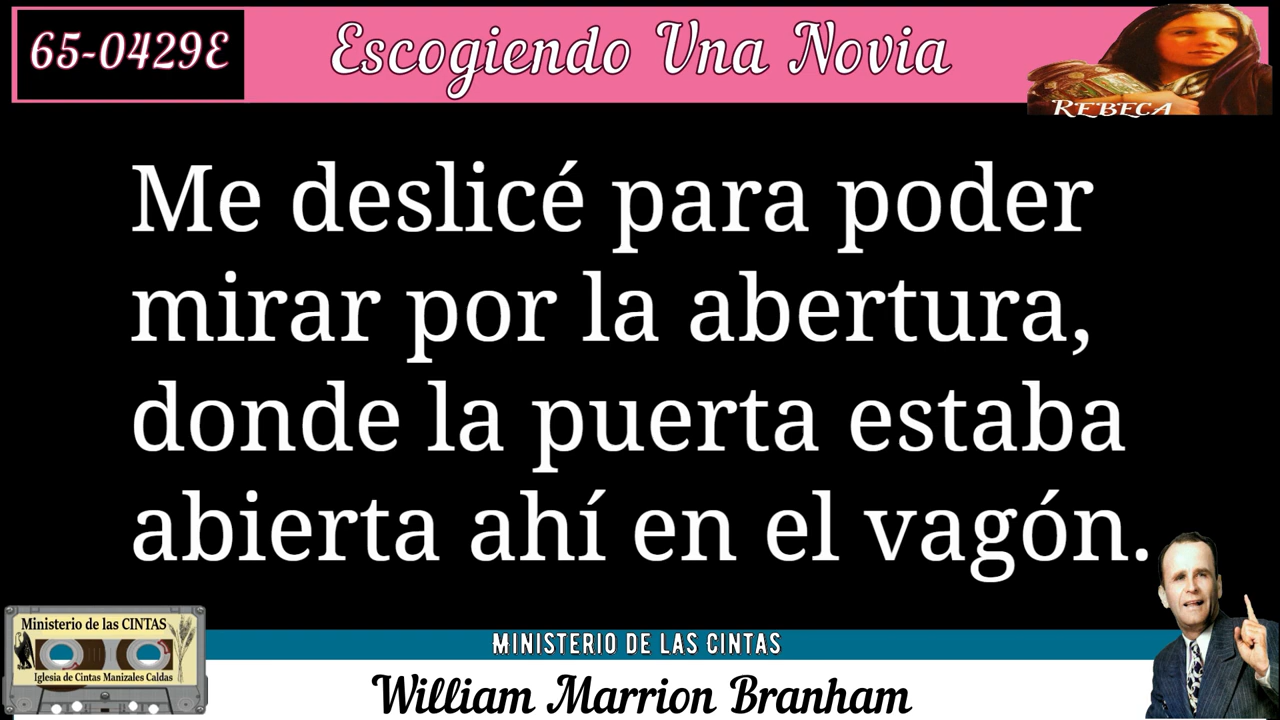 65-0429E
Escogiendo Una Novia
REBECA
Me deslicé para poder
mirar por la abertura,
donde la puerta estaba
abierta ahí en el vagón.
Ministerio de las CINTAS
Iglesia de Cintas Manizales Caldas
MINISTERIO DE LAS CINTAS
William Marrion Branham